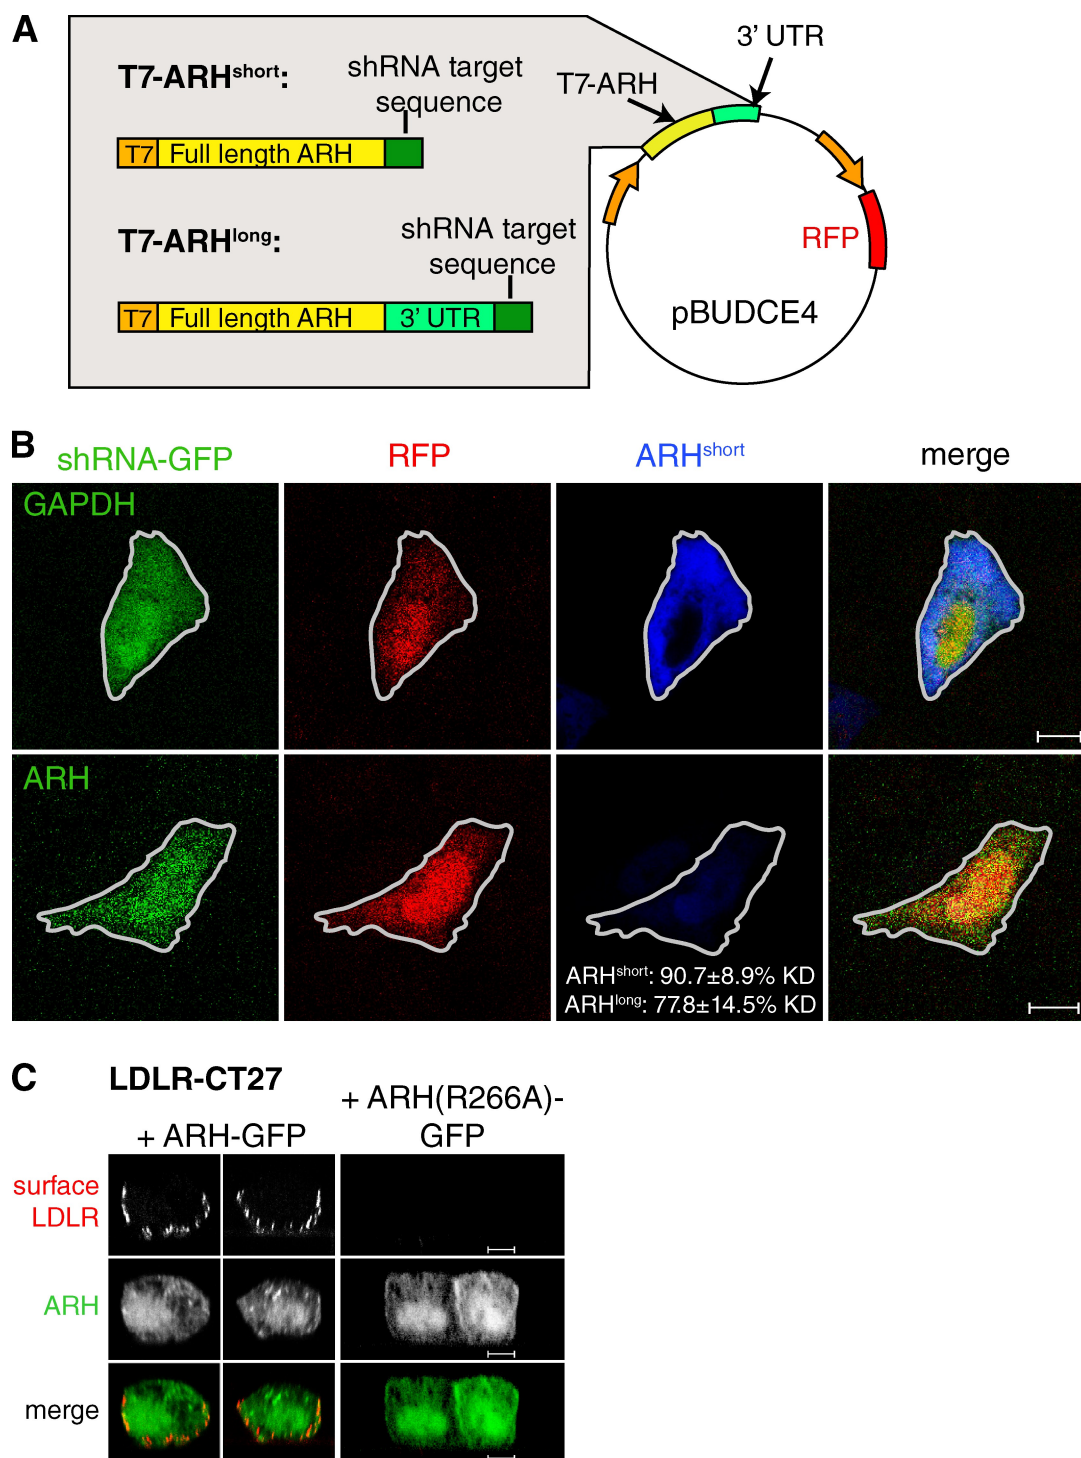 A
T7-ARHshort:
shRNA target
sequence
T7 Full length ARH
T7-ARHlong:
shRNA target
sequence
T7 Full length ARH 3' UTR
3' UTR
T7-ARH
RFP
pBUDCE4
B
shRNA-GFP RFP ARHshort merge
GAPDH
ARH
ARHshort: 90.7±8.9% KD
ARHlong: 77.8±14.5% KD
C
LDLR-CT27
+ ARH-GFP
+ ARH(R266A)-
GFP
surface
LDLR
ARH
merge